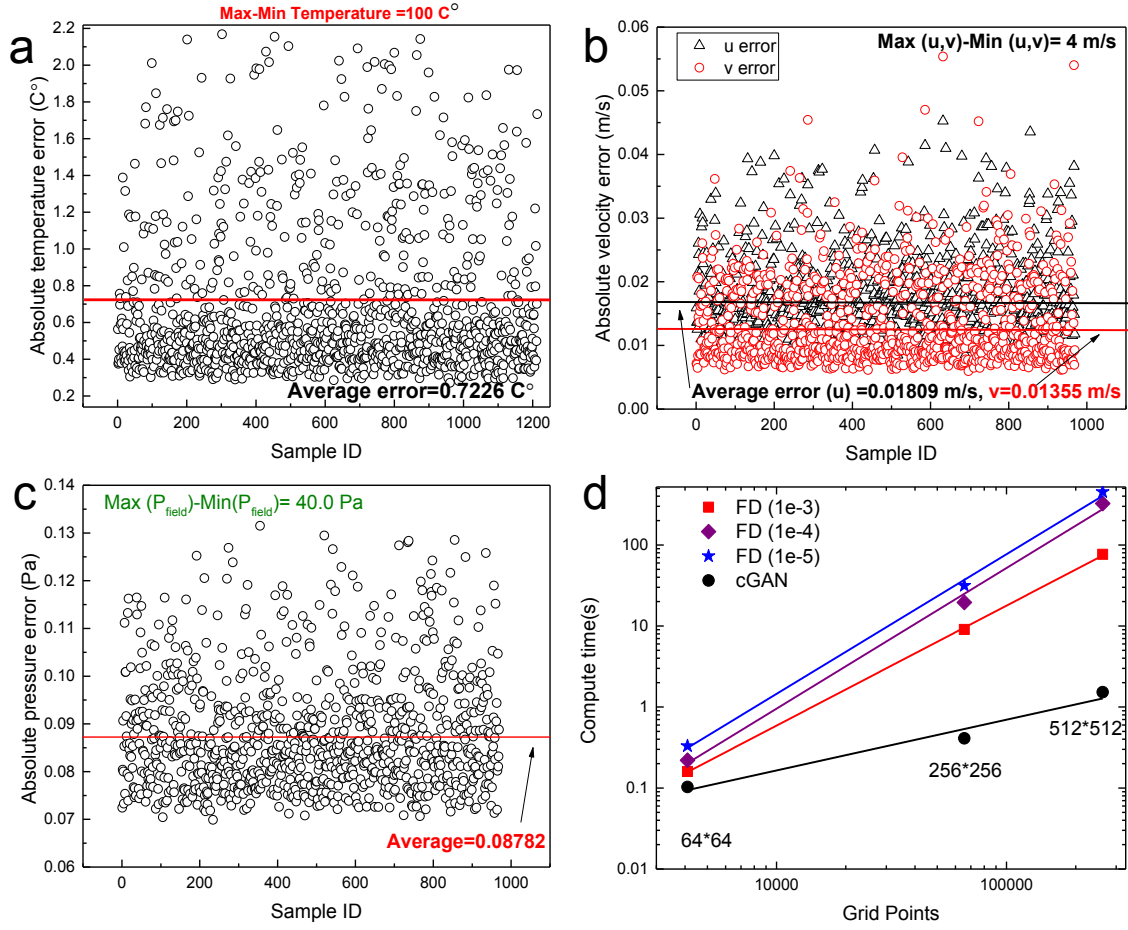 a
Max-Min Temperature =100 C°
Absolute temperature error (C°)
2.2
2.0
1.8
1.6
1.4
1.2
1.0
0.8
0.6
0.4
0.2
Average error=0.7226 C°
0 200 400 600 800 1000 1200
Sample ID
b
u error
v error
Max (u,v)-Min (u,v)= 4 m/s
Absolute velocity error (m/s)
0.06
0.05
0.04
0.03
0.02
0.01
0.00
Average error (u) =0.01809 m/s, v=0.01355 m/s
0 200 400 600 800 1000
Sample ID
c
Max (P_field)-Min(P_field)= 40.0 Pa
Absolute pressure error (Pa)
0.14
0.13
0.12
0.11
0.10
0.09
0.08
0.07
0.06
Average=0.08782
0 200 400 600 800 1000
Sample ID
d
FD (1e-3)
FD (1e-4)
FD (1e-5)
cGAN
Compute time(s)
100
10
1
0.1
0.01
64*64
256*256
512*512
10000 100000
Grid Points